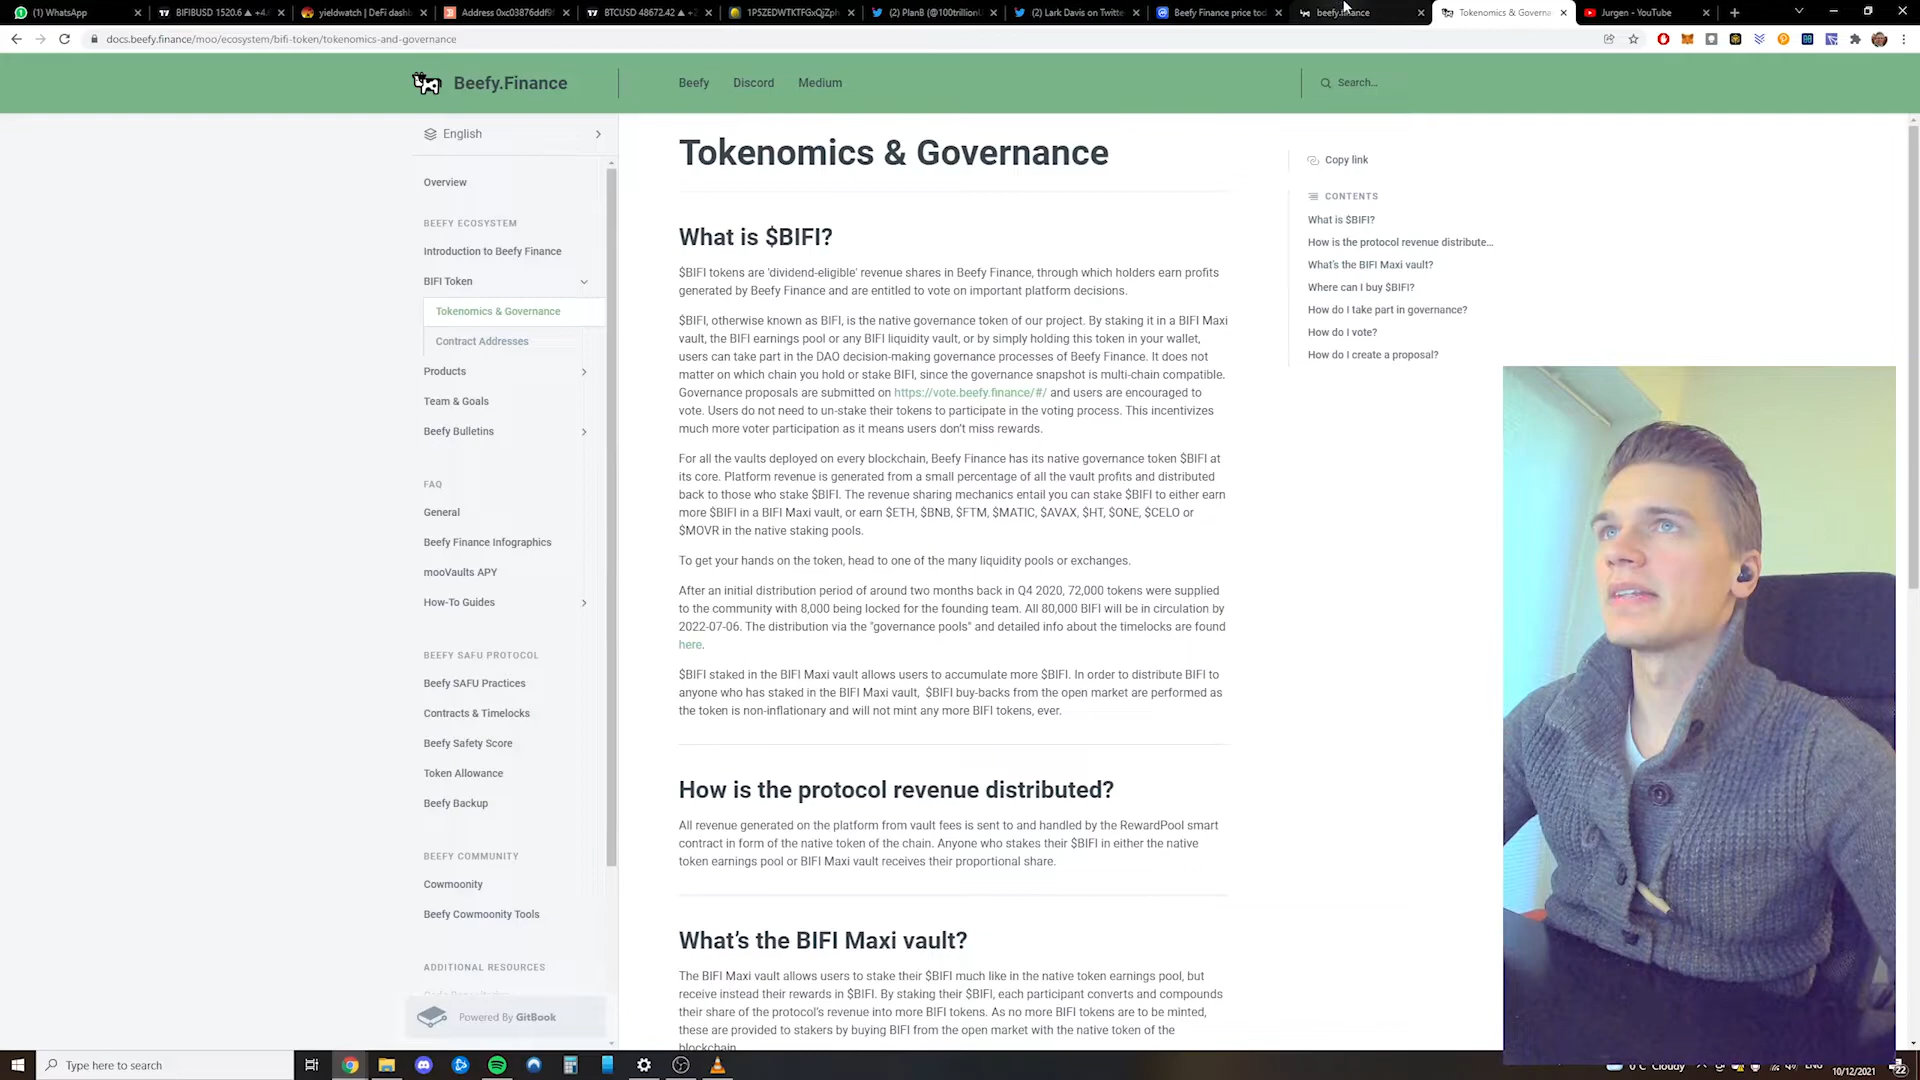 (1) WhatsApp
BIFIBUSD 1520.6 ▲ +4.
yieldwatch | DeFi dash
Address 0xc03876ddf9
BTCUSD 48672.42 ▲ +2
1P5ZEDWTKTFGxQjZph
(2) PlanB (@100trillionU
(2) Lark Davis on Twitte
Beefy Finance price tod
beefy.finance
Tokenomics & Governa
Jurgen - YouTube
docs.beefy.finance/moo/ecosystem/bifi-token/tokenomics-and-governance
Beefy.Finance
Beefy
Discord
Medium
Search…
English
Overview
BEEFY ECOSYSTEM
Introduction to Beefy Finance
BIFI Token
Tokenomics & Governance
Contract Addresses
Products
Team & Goals
Beefy Bulletins
FAQ
General
Beefy Finance Infographics
mooVaults APY
How-To Guides
BEEFY SAFU PROTOCOL
Beefy SAFU Practices
Contracts & Timelocks
Beefy Safety Score
Token Allowance
Beefy Backup
BEEFY COMMUNITY
Cowmoonity
Beefy Cowmoonity Tools
ADDITIONAL RESOURCES
Powered By GitBook
Tokenomics & Governance
What is $BIFI?
$BIFI tokens are 'dividend-eligible' revenue shares in Beefy Finance, through which holders earn profits
generated by Beefy Finance and are entitled to vote on important platform decisions.
$BIFI, otherwise known as BIFI, is the native governance token of our project. By staking it in a BIFI Maxi
vault, the BIFI earnings pool or any BIFI liquidity vault, or by simply holding this token in your wallet,
users can take part in the DAO decision-making governance processes of Beefy Finance. It does not
matter on which chain you hold or stake BIFI, since the governance snapshot is multi-chain compatible.
Governance proposals are submitted on https://vote.beefy.finance/#/ and users are encouraged to
vote. Users do not need to un-stake their tokens to participate in the voting process. This incentivizes
much more voter participation as it means users don't miss rewards.
For all the vaults deployed on every blockchain, Beefy Finance has its native governance token $BIFI at
its core. Platform revenue is generated from a small percentage of all the vault profits and distributed
back to those who stake $BIFI. The revenue sharing mechanics entail you can stake $BIFI to either earn
more $BIFI in a BIFI Maxi vault, or earn $ETH, $BNB, $FTM, $MATIC, $AVAX, $HT, $ONE, $CELO or
$MOVR in the native staking pools.
To get your hands on the token, head to one of the many liquidity pools or exchanges.
After an initial distribution period of around two months back in Q4 2020, 72,000 tokens were supplied
to the community with 8,000 being locked for the founding team. All 80,000 BIFI will be in circulation by
2022-07-06. The distribution via the "governance pools" and detailed info about the timelocks are found
here.
$BIFI staked in the BIFI Maxi vault allows users to accumulate more $BIFI. In order to distribute BIFI to
anyone who has staked in the BIFI Maxi vault, $BIFI buy-backs from the open market are performed as
the token is non-inflationary and will not mint any more BIFI tokens, ever.
How is the protocol revenue distributed?
All revenue generated on the platform from vault fees is sent to and handled by the RewardPool smart
contract in form of the native token of the chain. Anyone who stakes their $BIFI in either the native
token earnings pool or BIFI Maxi vault receives their proportional share.
What's the BIFI Maxi vault?
The BIFI Maxi vault allows users to stake their $BIFI much like in the native token earnings pool, but
receive instead their rewards in $BIFI. By staking their $BIFI, each participant converts and compounds
their share of the protocol's revenue into more BIFI tokens. As no more BIFI tokens are to be minted,
these are provided to stakers by buying BIFI from the open market with the native token of the
blockchain.
Copy link
CONTENTS
What is $BIFI?
How is the protocol revenue distribute…
What's the BIFI Maxi vault?
Where can I buy $BIFI?
How do I take part in governance?
How do I vote?
How do I create a proposal?
Type here to search
0°C Cloudy
10/12/2021
22